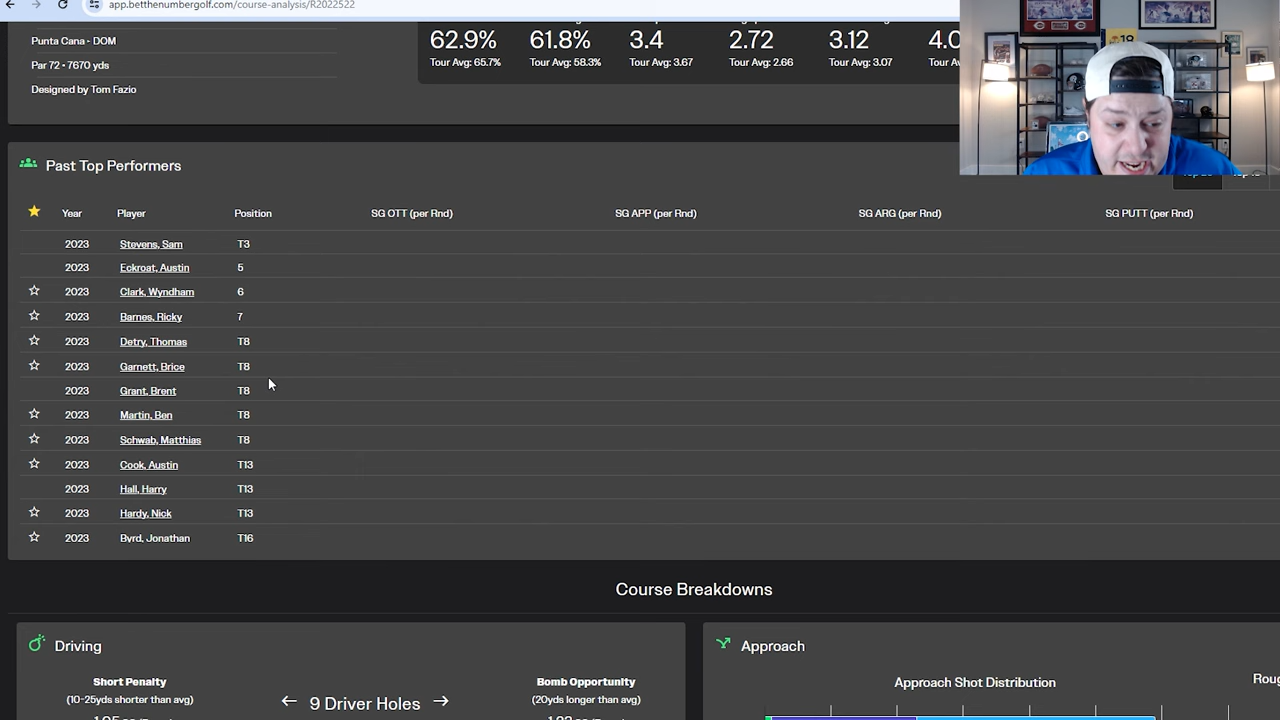 app.betthenumbergolf.com/course-analysis/R2022522
Punta Cana - DOM
Par 72 • 7670 yds
Designed by Tom Fazio
62.9% 61.8% 3.4 2.72 3.12
Tour Avg: 65.7% Tour Avg: 58.3% Tour Avg: 3.67 Tour Avg: 2.66 Tour Avg: 3.07 Tour Avg:
Past Top Performers
Year Player Position SG OTT (per Rnd) SG APP (per Rnd) SG ARG (per Rnd) SG PUTT (per Rnd)
2023 Stevens, Sam T3
2023 Eckroat, Austin 5
2023 Clark, Wyndham 6
2023 Barnes, Ricky 7
2023 Detry, Thomas T8
2023 Garnett, Brice T8
2023 Grant, Brent T8
2023 Martin, Ben T8
2023 Schwab, Matthias T8
2023 Cook, Austin T13
2023 Hall, Harry T13
2023 Hardy, Nick T13
2023 Byrd, Jonathan T16
Course Breakdowns
Driving
Short Penalty
(10-25yds shorter than avg)
← 9 Driver Holes →
Bomb Opportunity
(20yds longer than avg)
Approach
Approach Shot Distribution